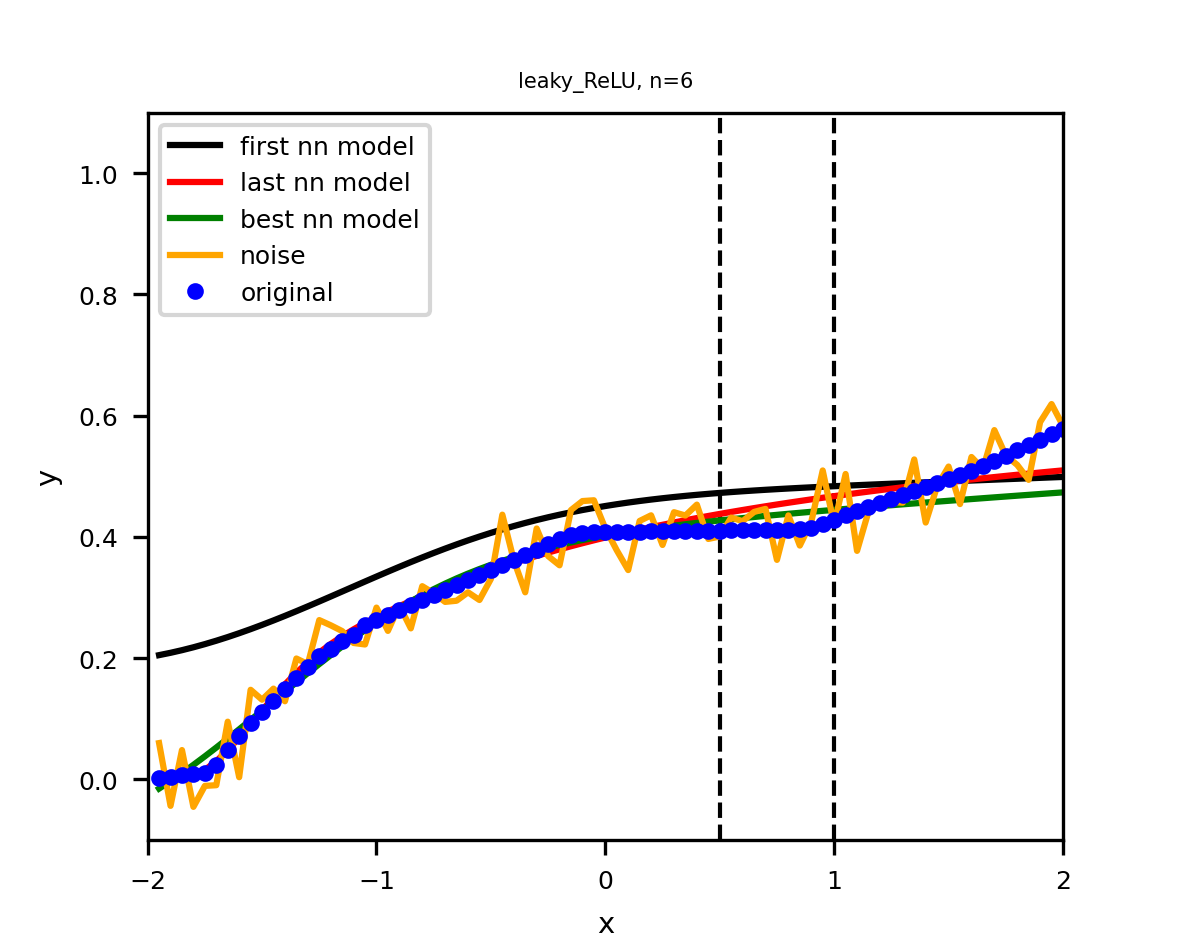 leaky_ReLU, n=6
first nn model
last nn model
best nn model
noise
original
1.0
0.8
0.6
0.4
0.2
0.0
y
−2
−1
0
1
2
x